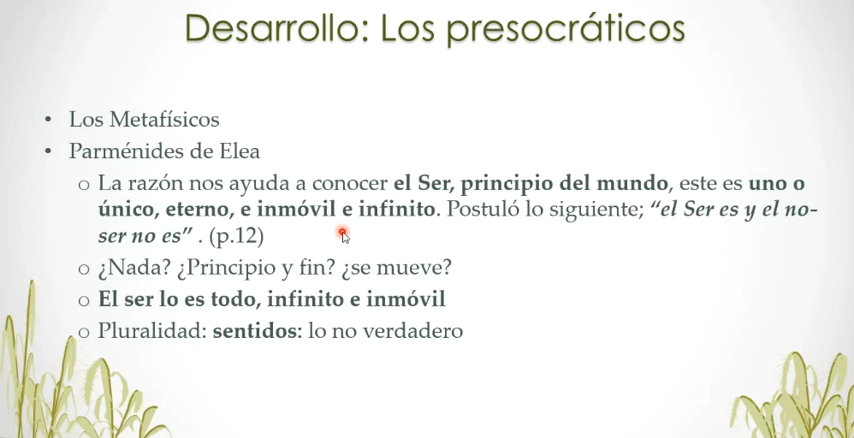 Desarrollo: Los presocráticos
• Los Metafísicos
• Parménides de Elea
o La razón nos ayuda a conocer el Ser, principio del mundo, este es uno o
único, eterno, e inmóvil e infinito. Postuló lo siguiente; “el Ser es y el no-
ser no es” . (p.12)
o ¿Nada? ¿Principio y fin? ¿se mueve?
o El ser lo es todo, infinito e inmóvil
o Pluralidad: sentidos: lo no verdadero